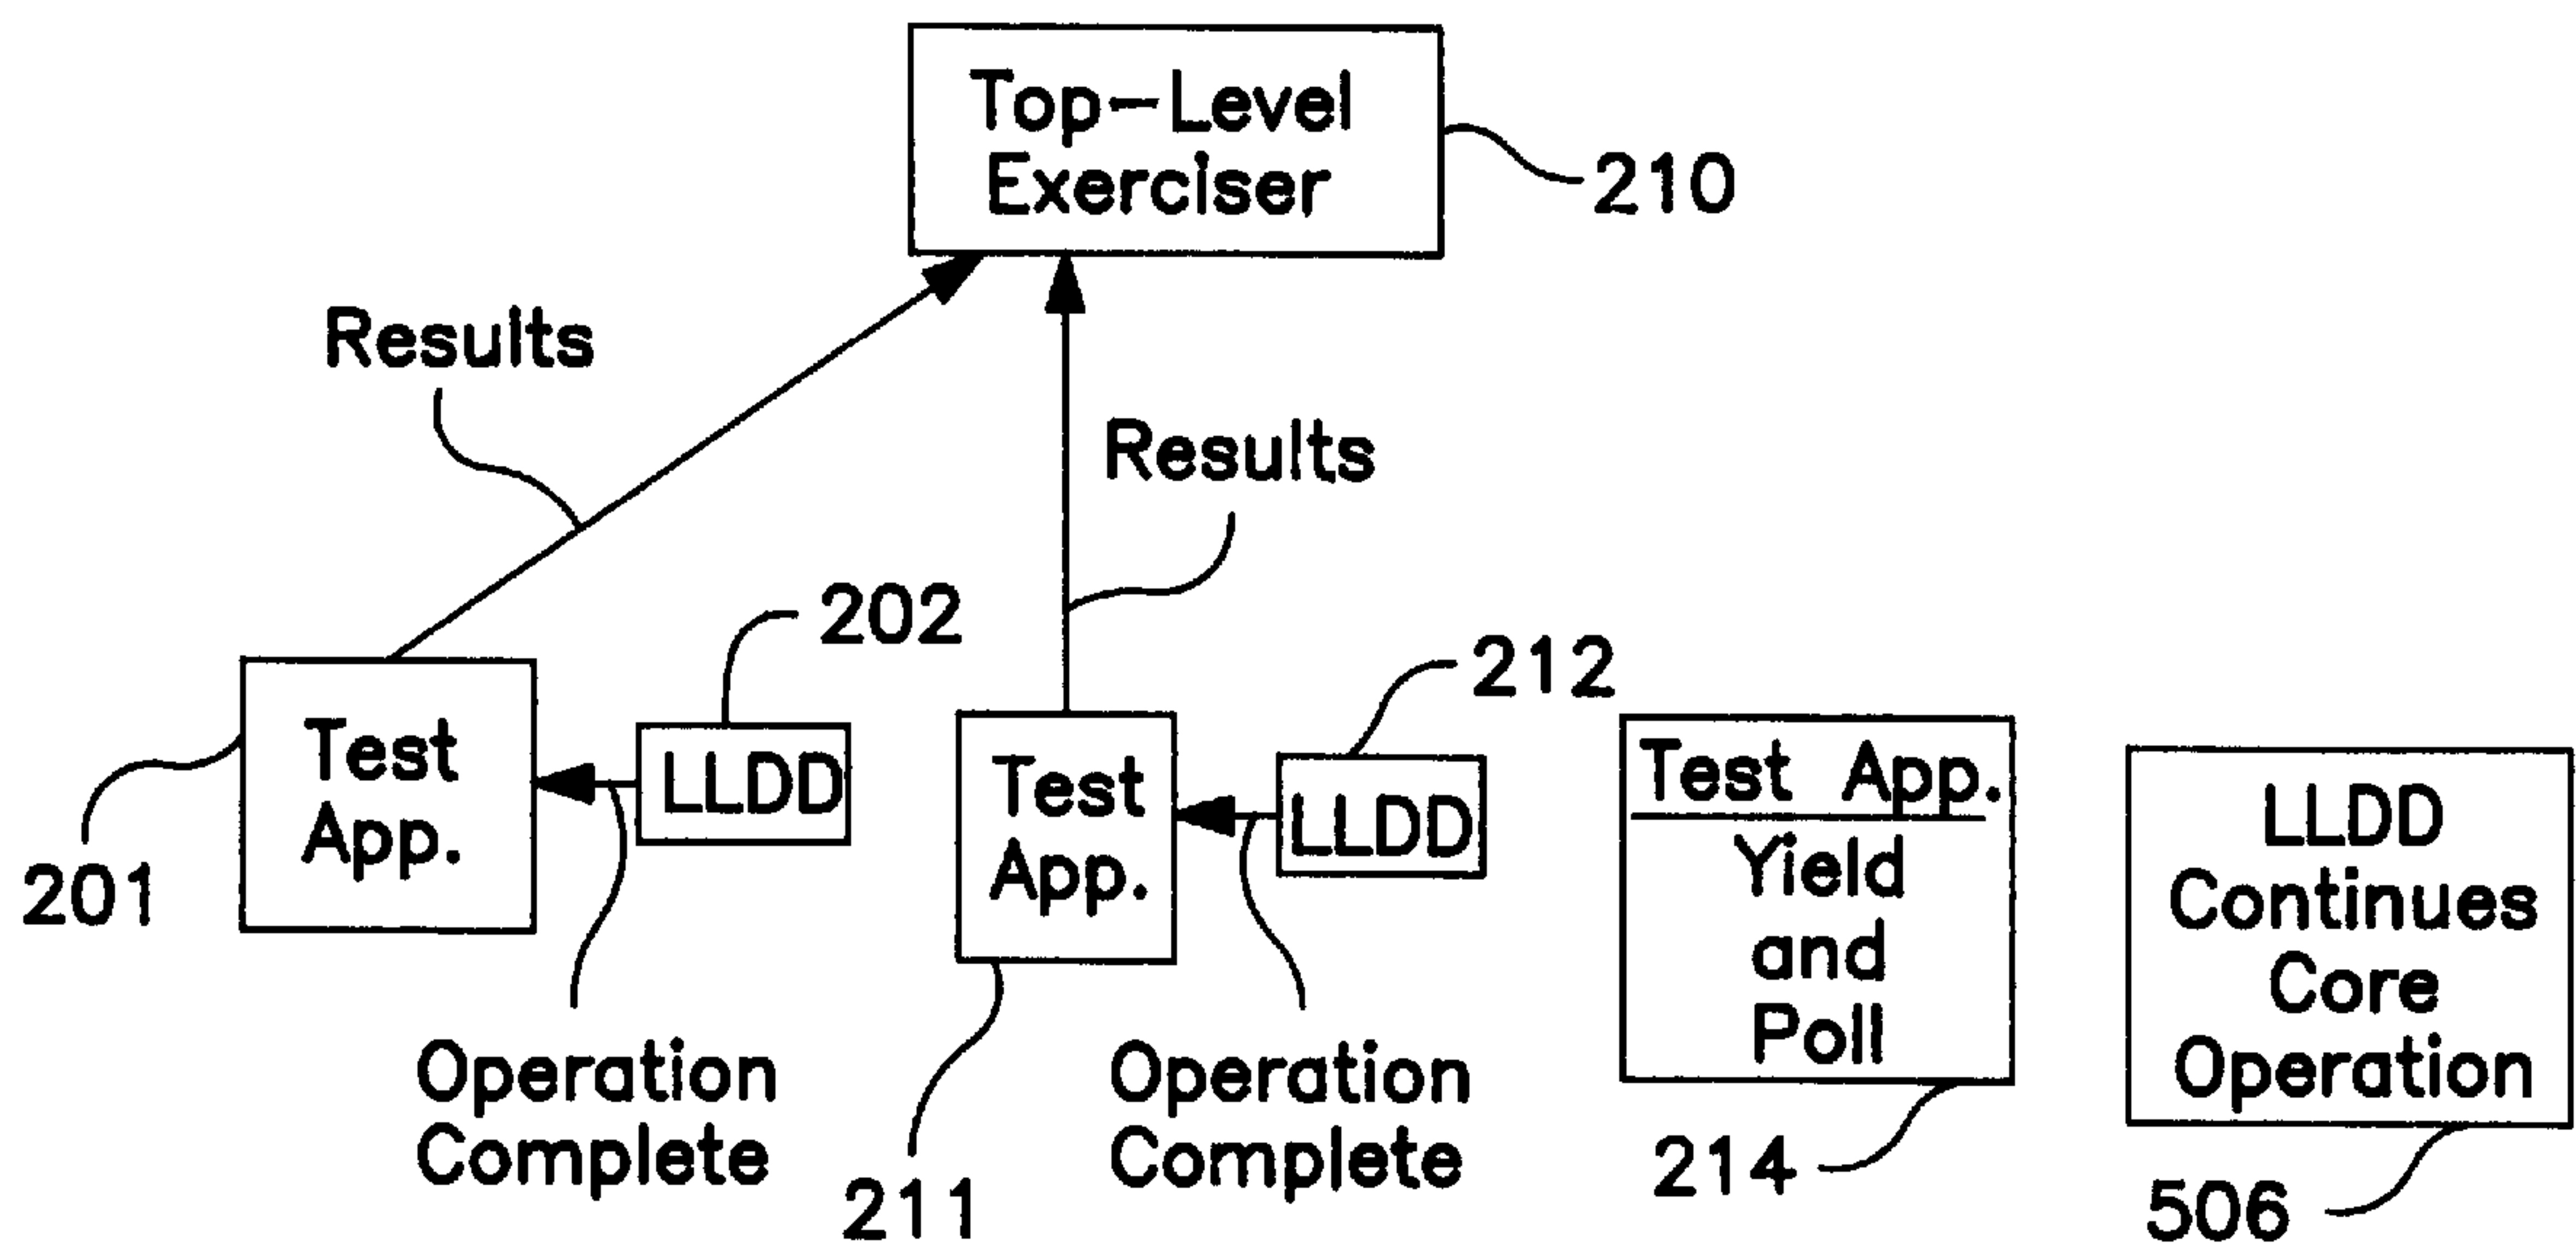 Top-Level
Exerciser
210
Results
Results
202
212
Test
App.
LLDD
201
Test
App.
LLDD
211
Test App.
Yield
and
Poll
214
LLDD
Continues
Core
Operation
506
Operation
Complete
Operation
Complete